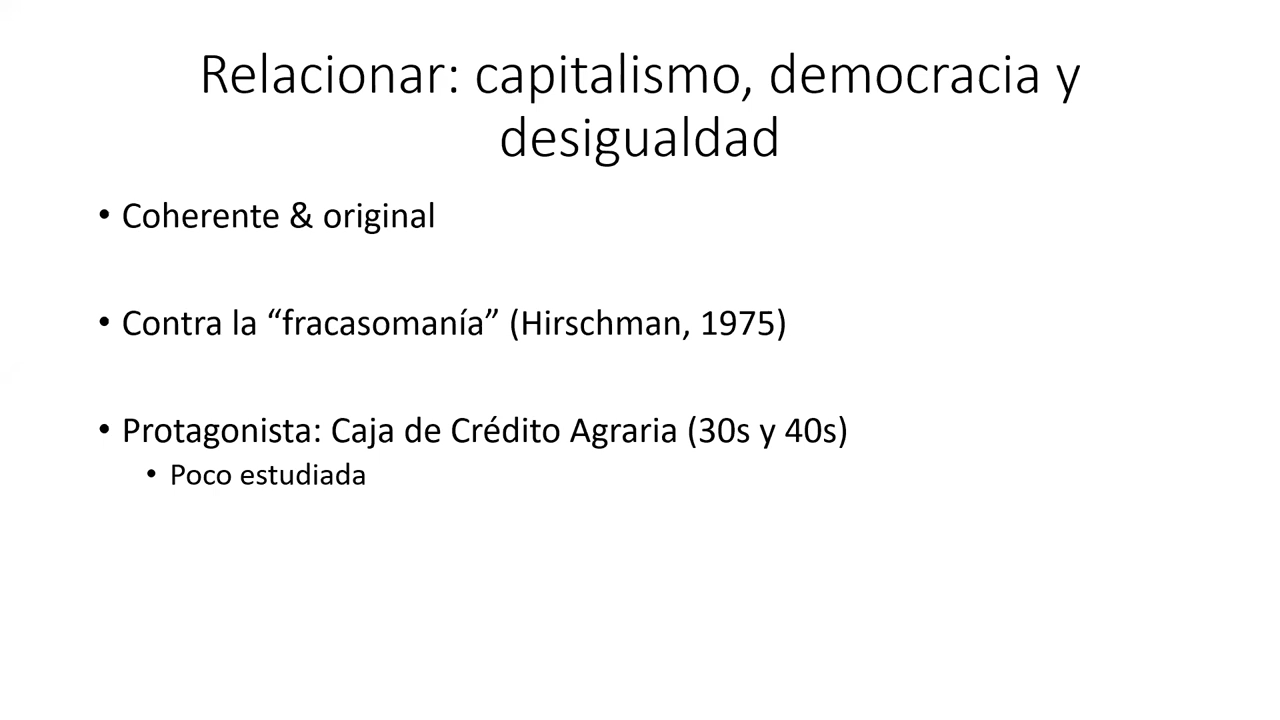 Relacionar: capitalismo, democracia y
desigualdad
• Coherente & original
• Contra la “fracasomanía” (Hirschman, 1975)
• Protagonista: Caja de Crédito Agraria (30s y 40s)
• Poco estudiada